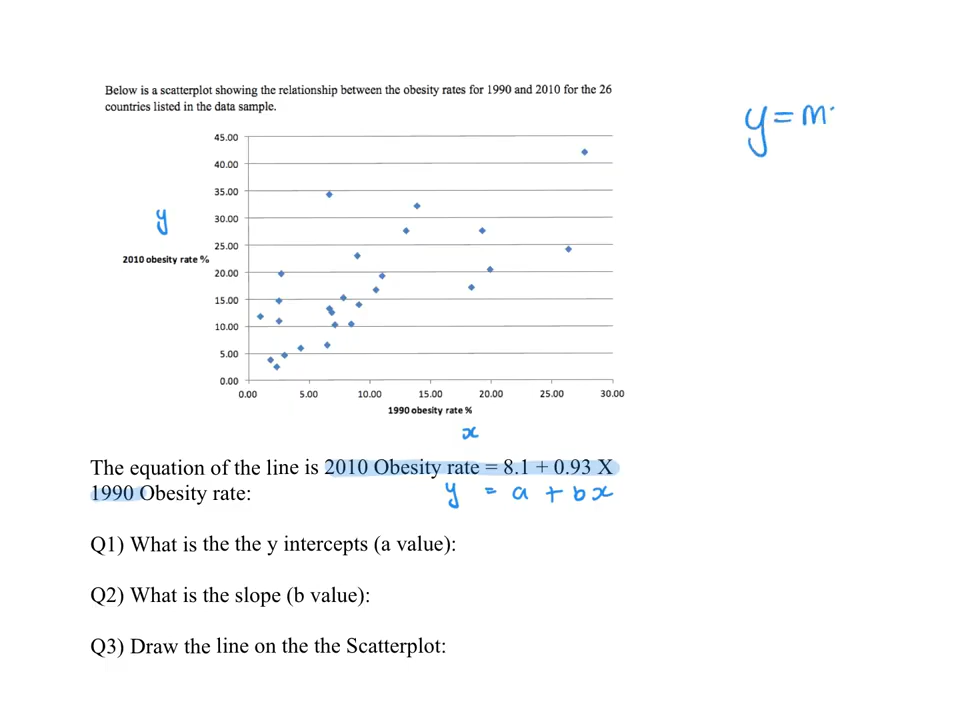 Below is a scatterplot showing the relationship between the obesity rates for 1990 and 2010 for the 26
countries listed in the data sample.
y = m
45.00
40.00
35.00
30.00
25.00
20.00
15.00
10.00
5.00
0.00
y
2010 obesity rate %
0.00 5.00 10.00 15.00 20.00 25.00 30.00
1990 obesity rate %
x
The equation of the line is 2010 Obesity rate = 8.1 + 0.93 X
1990 Obesity rate:
y = a + bx
Q1) What is the the y intercepts (a value):
Q2) What is the slope (b value):
Q3) Draw the line on the the Scatterplot: